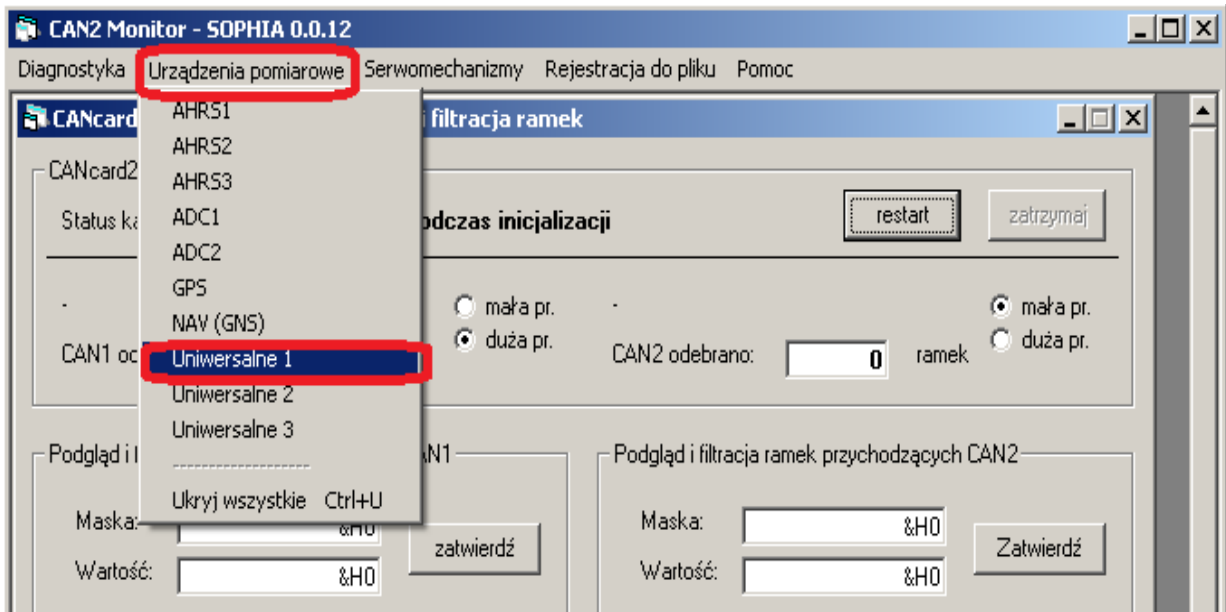 CAN2 Monitor - SOPHIA 0.0.12
Diagnostyka Urządzenia pomiarowe Serwomechanizmy Rejestracja do pliku Pomoc
CANcard i filtracja ramek
AHRS1
AHRS2
AHRS3
ADC1
ADC2
GPS
NAV (GNS)
Uniwersalne 1
Uniwersalne 2
Uniwersalne 3
--------------------
Ukryj wszystkie Ctrl+U
CANcard2
Status odczas inicjalizacji restart zatrzymaj
- mała pr. - mała pr.
duża pr. duża pr.
CAN1 CAN2 odebrano: 0 ramek
Podgląd i AN1 Podgląd i filtracja ramek przychodzących CAN2
Maska: &H0 Maska: &H0
zatwierdź Zatwierdź
Wartość: &H0 Wartość: &H0